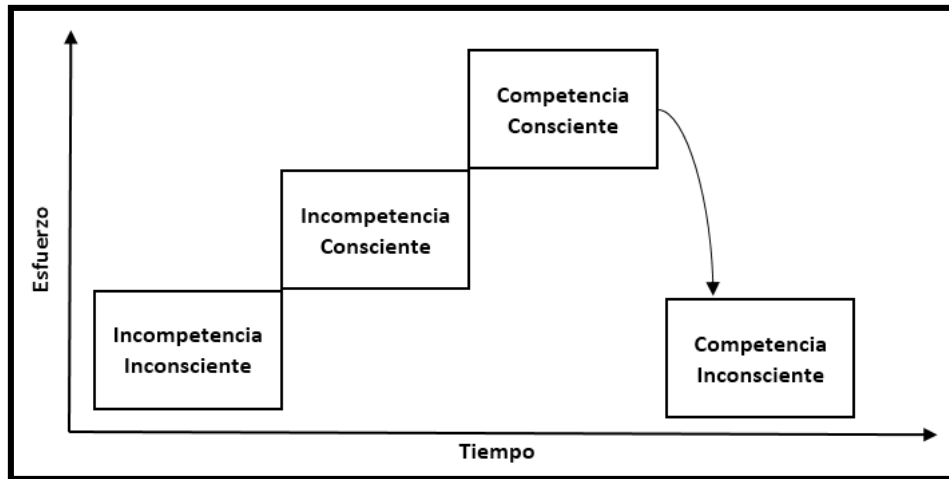 Competencia
Consciente
Incompetencia
Consciente
Incompetencia
Inconsciente
Competencia
Inconsciente
Esfuerzo
Tiempo